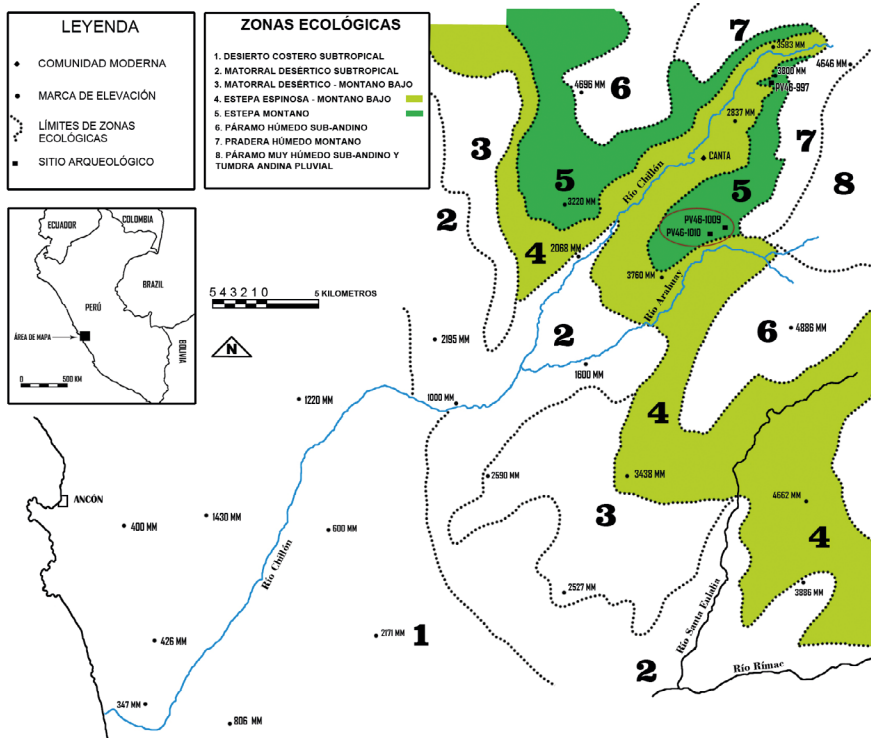 LEYENDA
COMUNIDAD MODERNA
MARCA DE ELEVACIÓN
LÍMITES DE ZONAS
ECOLÓGICAS
SITIO ARQUEOLÓGICO
ZONAS ECOLÓGICAS
1. DESIERTO COSTERO SUBTROPICAL
2. MATORRAL DESÉRTICO SUBTROPICAL
3. MATORRAL DESÉRTICO - MONTANO BAJO
4. ESTEPA ESPINOSA - MONTANO BAJO
5. ESTEPA MONTANO
6. PÁRAMO HÚMEDO SUB-ANDINO
7. PRADERA HÚMEDO MONTANO
8. PÁRAMO MUY HÚMEDO SUB-ANDINO Y
TUMDRA ANDINA PLUVIAL
ECUADOR
COLOMBIA
BRAZIL
PERÚ
ÁREA DE MAPA
BOLIVIA
0 500 KM
5 4 3 2 1 0 5 KILOMETROS
N
7
3583 MM
4646 MM
3800 MM
PV46-997
6
4696 MM
2837 MM
7
3
CANTA
Río Chillón
5
3220 MM
5
8
2
PV46-1009
PV46-1010
4
2068 MM
3760 MM
Río Arahuay
2195 MM
2
6
4886 MM
1600 MM
1220 MM
1000 MM
4
2590 MM
3438 MM
ANCÓN
4662 MM
400 MM
1430 MM
600 MM
3
4
Río Chillón
2527 MM
3886 MM
Río Santa Eulalia
426 MM
2171 MM
1
2
Río Rímac
347 MM
806 MM